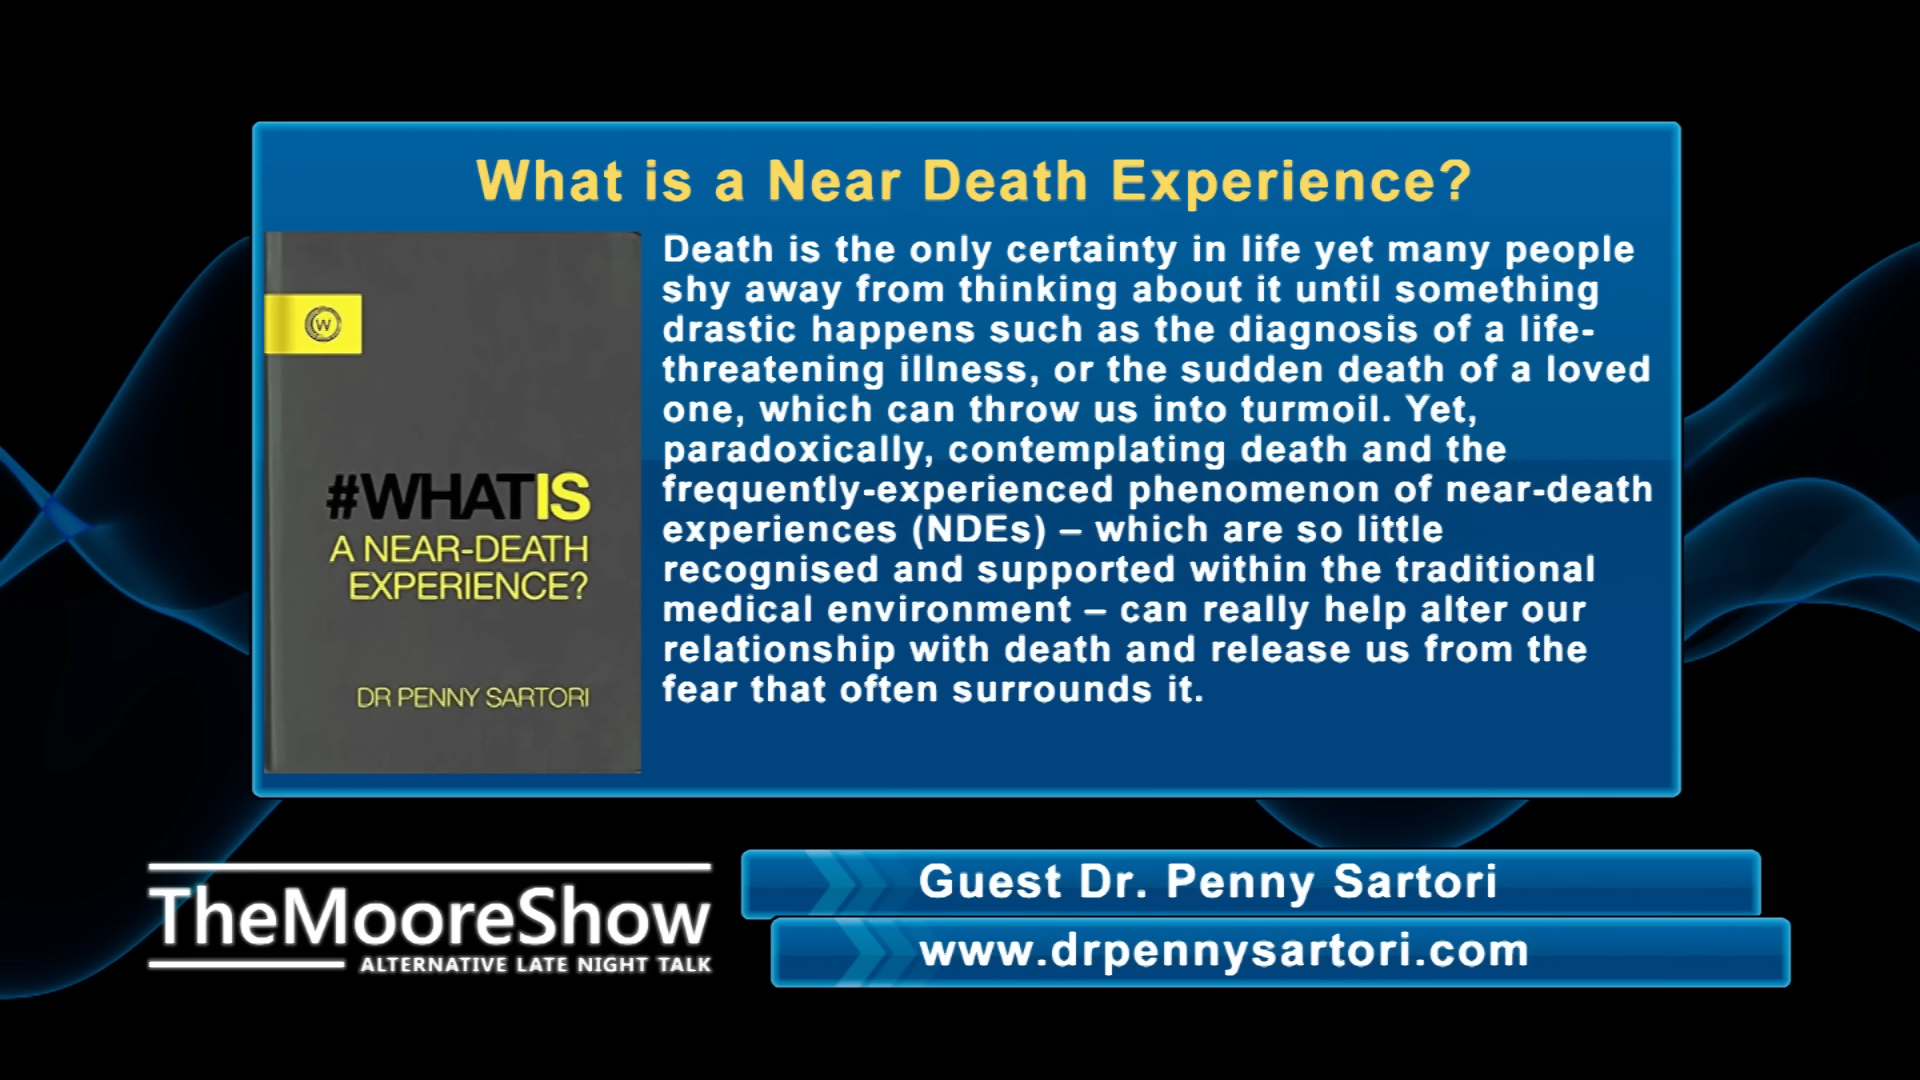 What is a Near Death Experience?
W
#WHATIS
A NEAR-DEATH
EXPERIENCE?
DR PENNY SARTORI
Death is the only certainty in life yet many people
shy away from thinking about it until something
drastic happens such as the diagnosis of a life-
threatening illness, or the sudden death of a loved
one, which can throw us into turmoil. Yet,
paradoxically, contemplating death and the
frequently-experienced phenomenon of near-death
experiences (NDEs) – which are so little
recognised and supported within the traditional
medical environment – can really help alter our
relationship with death and release us from the
fear that often surrounds it.
TheMooreShow
ALTERNATIVE LATE NIGHT TALK
Guest Dr. Penny Sartori
www.drpennysartori.com